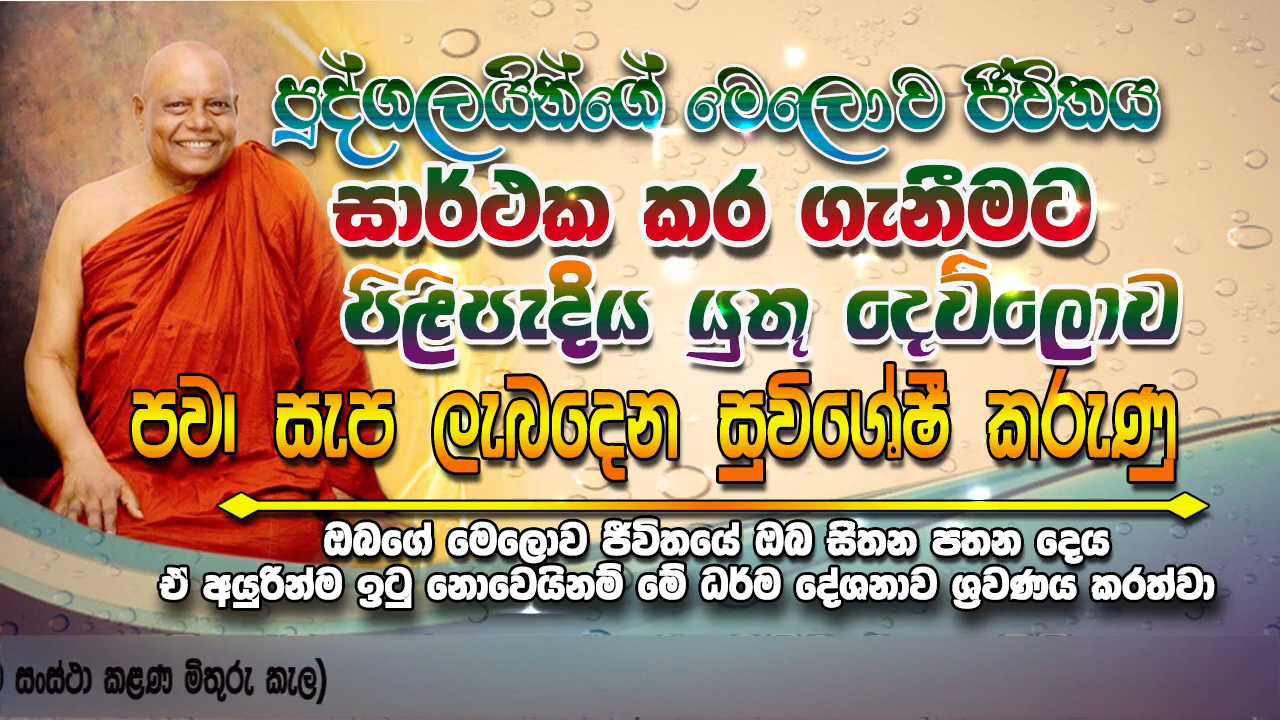 පුද්ගලයින්ගේ මෙලොව ජීවිතය
සාර්ථක කර ගැනීමට
පිළිපැදිය යුතු දෙව්ලොව
පවා සැප ලැබදෙන සුවිශේෂී කරුණු
ඔබගේ මෙලොව ජීවිතයේ ඔබ සිතන පතන දෙය
ඒ අයුරින්ම ඉටු නොවෙයිනම් මේ ධර්ම දේශනාව ශ්‍රවණය කරත්වා
සංස්ථා කළණ මිතුරු කැල)